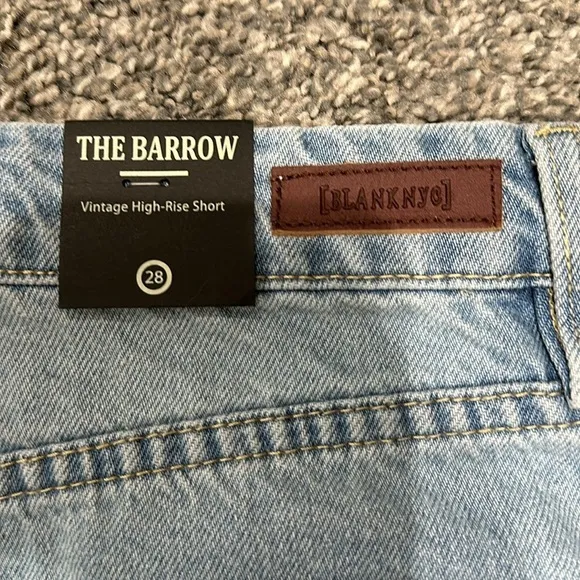 THE BARROW
Vintage High-Rise Short
28
[BLANKNYC]